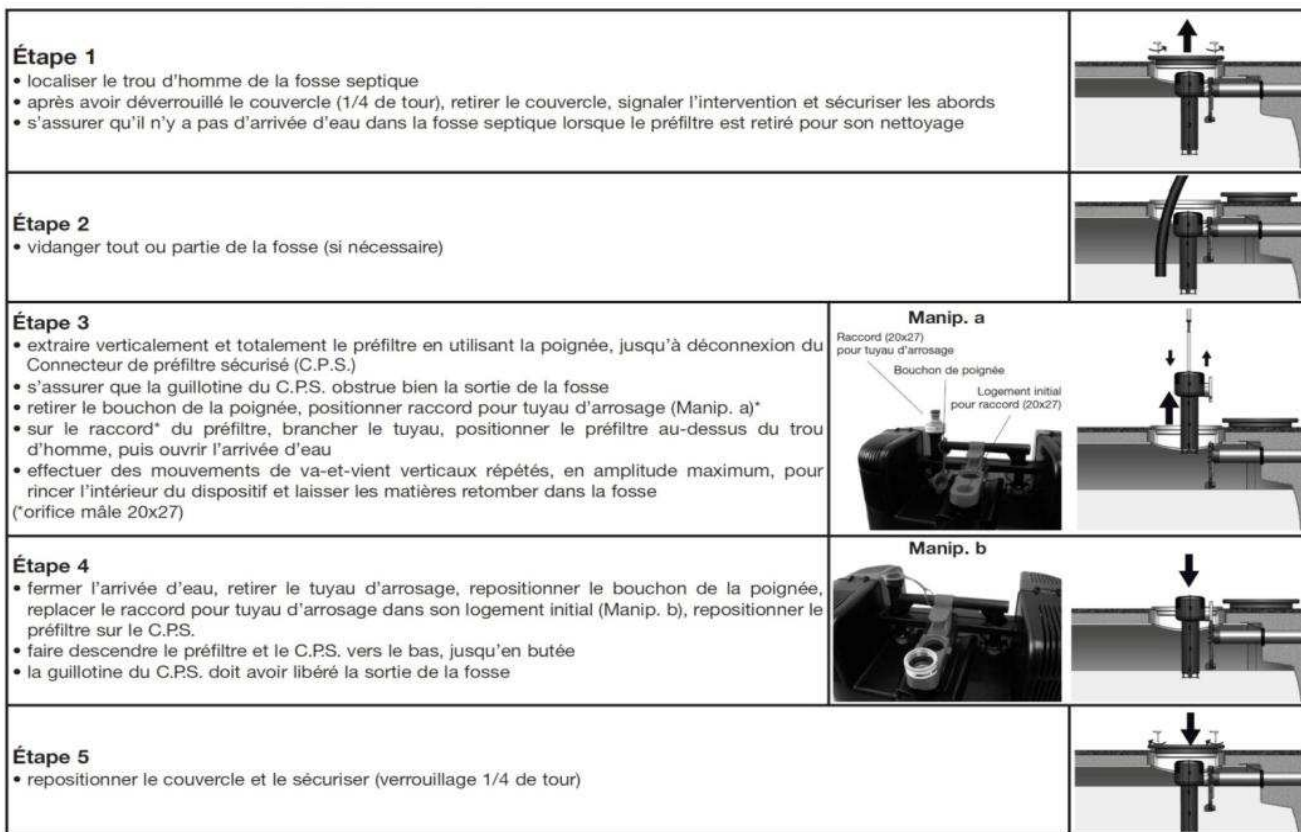 Étape 1
• localiser le trou d'homme de la fosse septique
• après avoir déverrouillé le couvercle (1/4 de tour), retirer le couvercle, signaler l'intervention et sécuriser les abords
• s'assurer qu'il n'y a pas d'arrivée d'eau dans la fosse septique lorsque le préfiltre est retiré pour son nettoyage
Étape 2
• vidanger tout ou partie de la fosse (si nécessaire)
Étape 3
• extraire verticalement et totalement le préfiltre en utilisant la poignée, jusqu'à déconnexion du
Connecteur de préfiltre sécurisé (C.P.S.)
• s'assurer que la guillotine du C.P.S. obstrue bien la sortie de la fosse
• retirer le bouchon de la poignée, positionner raccord pour tuyau d'arrosage (Manip. a)*
• sur le raccord* du préfiltre, brancher le tuyau, positionner le préfiltre au-dessus du trou
d'homme, puis ouvrir l'arrivée d'eau
• effectuer des mouvements de va-et-vient verticaux répétés, en amplitude maximum, pour
rincer l'intérieur du dispositif et laisser les matières retomber dans la fosse
(*orifice mâle 20x27)
Manip. a
Raccord (20x27)
pour tuyau d'arrosage
Bouchon de poignée
Logement initial
pour raccord (20x27)
Étape 4
• fermer l'arrivée d'eau, retirer le tuyau d'arrosage, repositionner le bouchon de la poignée,
replacer le raccord pour tuyau d'arrosage dans son logement initial (Manip. b), repositionner le
préfiltre sur le C.P.S.
• faire descendre le préfiltre et le C.P.S. vers le bas, jusqu'en butée
• la guillotine du C.P.S. doit avoir libéré la sortie de la fosse
Manip. b
Étape 5
• repositionner le couvercle et le sécuriser (verrouillage 1/4 de tour)